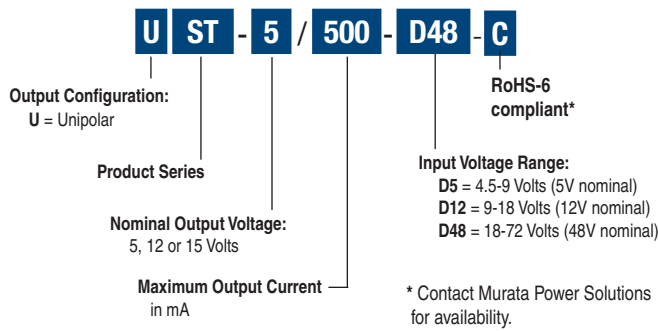 U ST - 5 / 500 - D48 - C
Output Configuration:
U = Unipolar
Product Series
Nominal Output Voltage:
5, 12 or 15 Volts
Maximum Output Current
in mA
RoHS-6
compliant*
Input Voltage Range:
D5 = 4.5-9 Volts (5V nominal)
D12 = 9-18 Volts (12V nominal)
D48 = 18-72 Volts (48V nominal)
* Contact Murata Power Solutions
for availability.